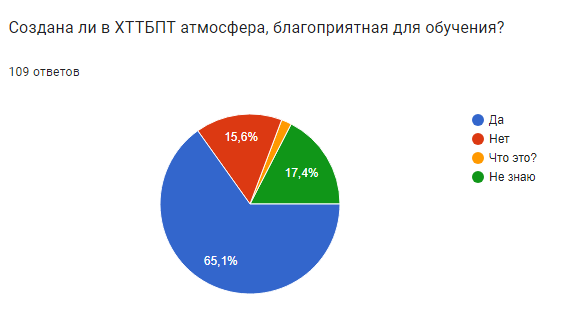 Создана ли в ХТТБПТ атмосфера, благоприятная для обучения?
109 ответов
15,6%
17,4%
65,1%
Да
Нет
Что это?
Не знаю